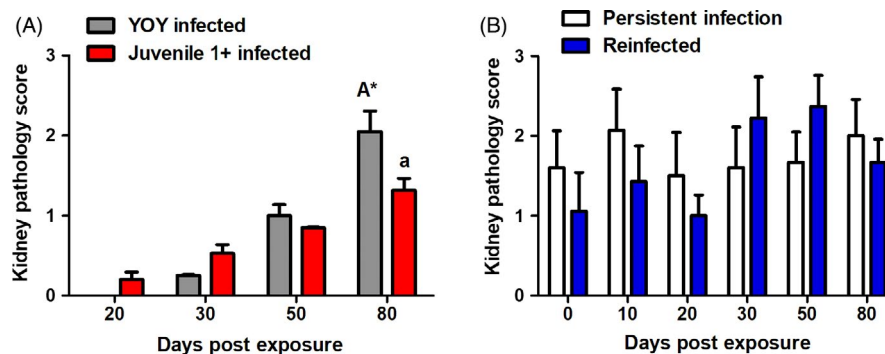 (A)
YOY infected
Juvenile 1+ infected
Kidney pathology score
3
2
1
0
A*
a
20 30 50 80
Days post exposure
(B)
Persistent infection
Reinfected
Kidney pathology score
3
2
1
0
0 10 20 30 50 80
Days post exposure